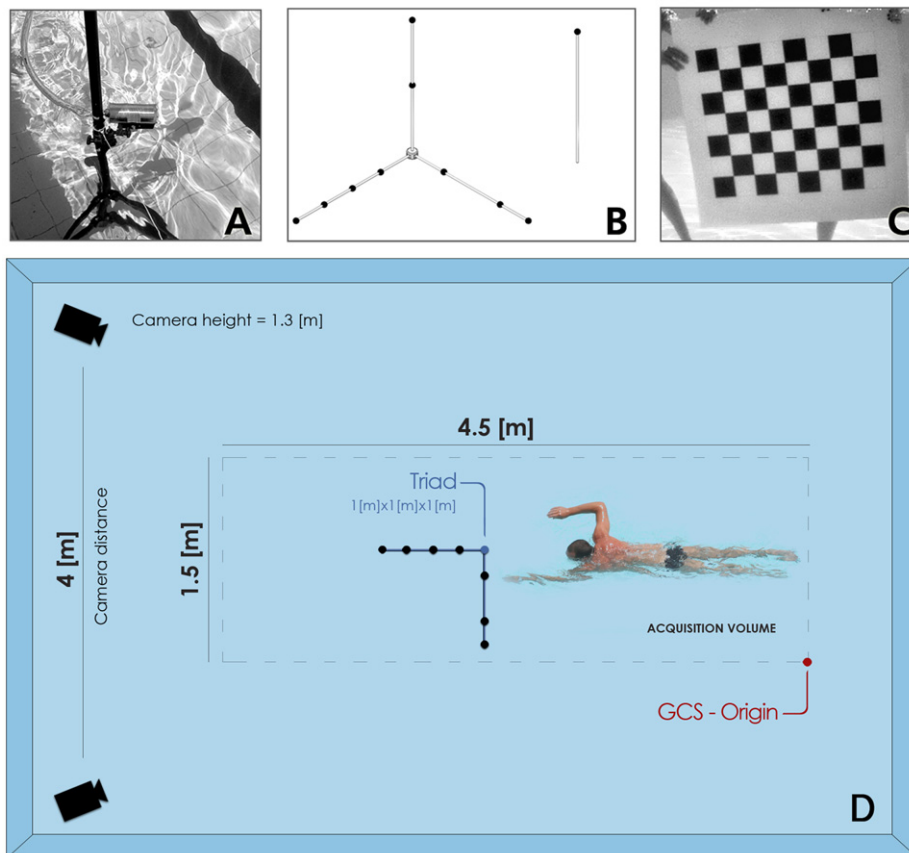 A
B
C
Camera height = 1.3 [m]
4.5 [m]
Triad
1[m]x1[m]x1[m]
4 [m]
Camera distance
1.5 [m]
ACQUISITION VOLUME
GCS - Origin
D